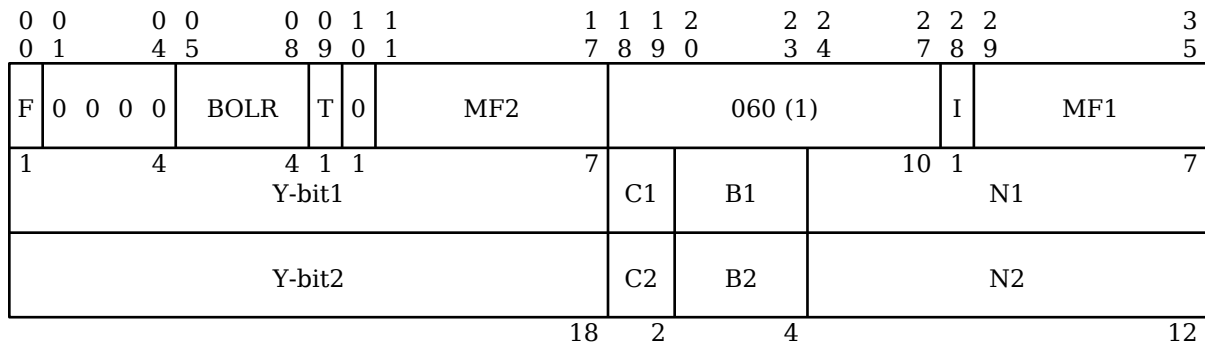 0 0 0 0 0 0 1 1 1 1 1 2 2 2 2 2 2 3
0 1 4 5 8 9 0 1 7 8 9 0 3 4 7 8 9 5
F 0 0 0 0 BOLR T 0 MF2 060 (1) I MF1
1 4 4 1 1 7 10 1 7
Y-bit1 C1 B1 N1
Y-bit2 C2 B2 N2
18 2 4 12